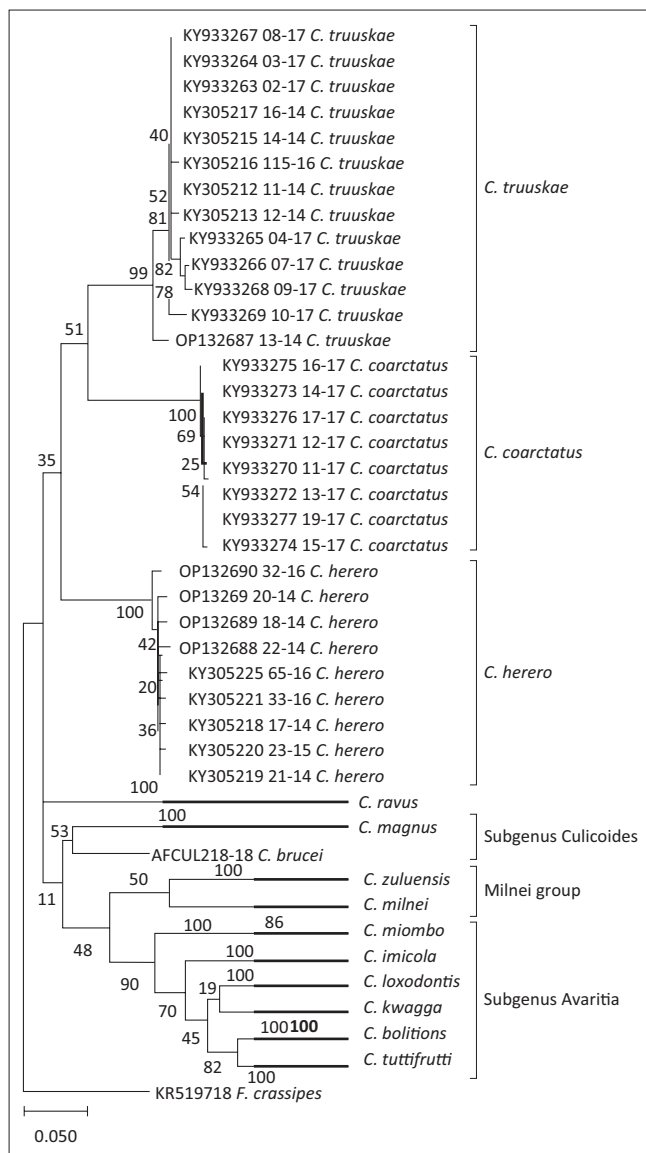 KY933267 08-17 C. truuskae
KY933264 03-17 C. truuskae
KY933263 02-17 C. truuskae
KY305217 16-14 C. truuskae
40
KY305215 14-14 C. truuskae
KY305216 115-16 C. truuskae
52
KY305212 11-14 C. truuskae
C. truuskae
81
KY305213 12-14 C. truuskae
KY933265 04-17 C. truuskae
99
82
KY933266 07-17 C. truuskae
78
KY933268 09-17 C. truuskae
KY933269 10-17 C. truuskae
51
OP132687 13-14 C. truuskae
KY933275 16-17 C. coarctatus
KY933273 14-17 C. coarctatus
100
KY933276 17-17 C. coarctatus
69
KY933271 12-17 C. coarctatus
C. coarctatus
35
25
KY933270 11-17 C. coarctatus
54
KY933272 13-17 C. coarctatus
KY933277 19-17 C. coarctatus
KY933274 15-17 C. coarctatus
OP132690 32-16 C. herero
100
OP13269 20-14 C. herero
OP132689 18-14 C. herero
42
OP132688 22-14 C. herero
KY305225 65-16 C. herero
C. herero
20
KY305221 33-16 C. herero
36
KY305218 17-14 C. herero
KY305220 23-15 C. herero
100
KY305219 21-14 C. herero
C. ravus
100
C. magnus
53
Subgenus Culicoides
AFCUL218-18 C. brucei
100
C. zuluensis
50
11
Milnei group
C. milnei
100
86
C. miombo
48
100
C. imicola
90
100
C. loxodontis
19
Subgenus Avaritia
70
C. kwagga
45
100 100
C. bolitions
82
C. tuttifrutti
100
KR519718 F. crassipes
0.050